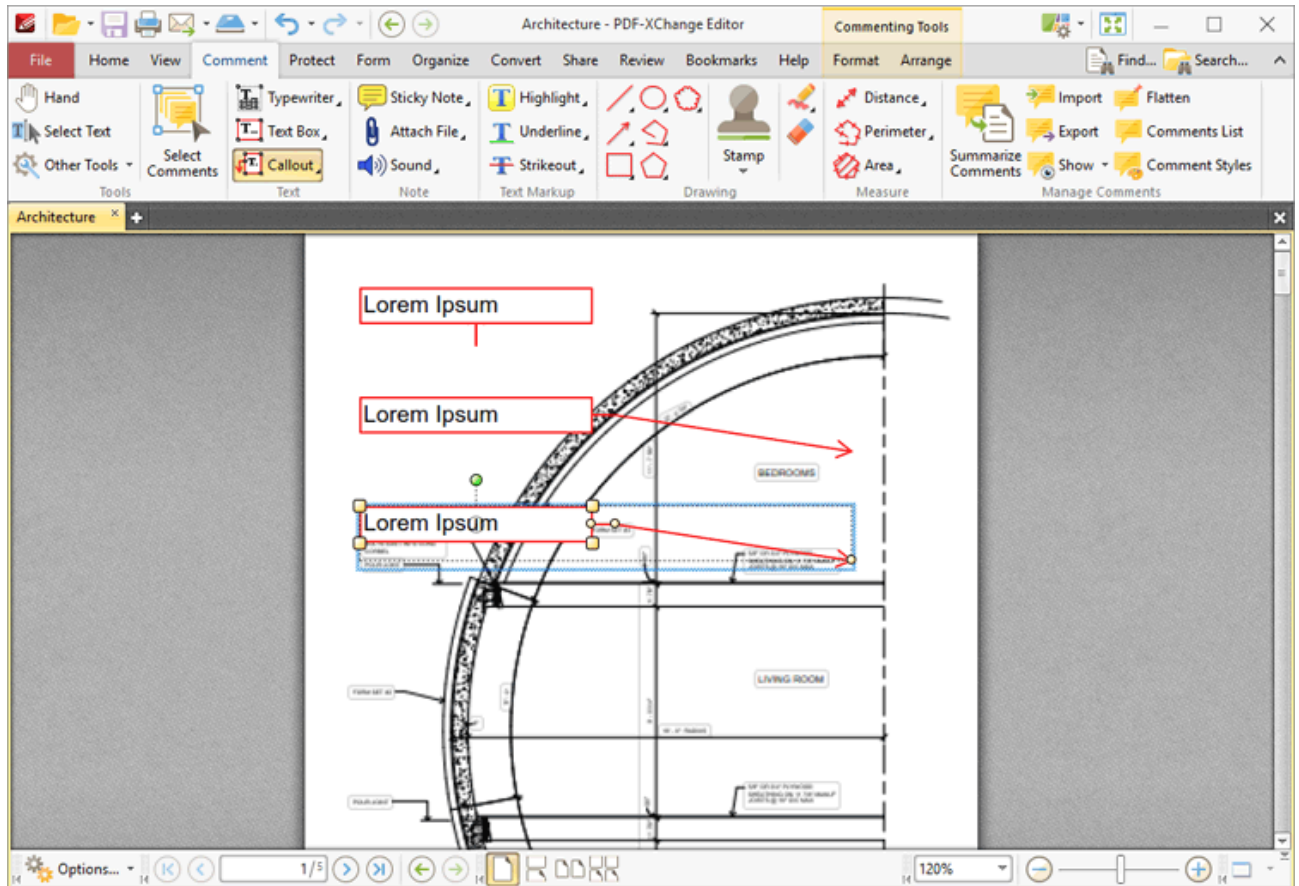 Architecture - PDF-XChange Editor
Commenting Tools
File Home View Comment Protect Form Organize Convert Share Review Bookmarks Help Format Arrange Find... Search...
Hand Typewriter Sticky Note Highlight Distance Import Flatten
Select Text Text Box Attach File Underline Perimeter Export Comments List
Other Tools Select Comments Callout Sound Strikeout Stamp Area Summarize Comments Show Comment Styles
Tools Text Note Text Markup Drawing Measure Manage Comments
Architecture
Lorem Ipsum
Lorem Ipsum
BEDROOMS
Lorem Ipsum
LIVING ROOM
POUR JOINT
Options... 1/5 120%